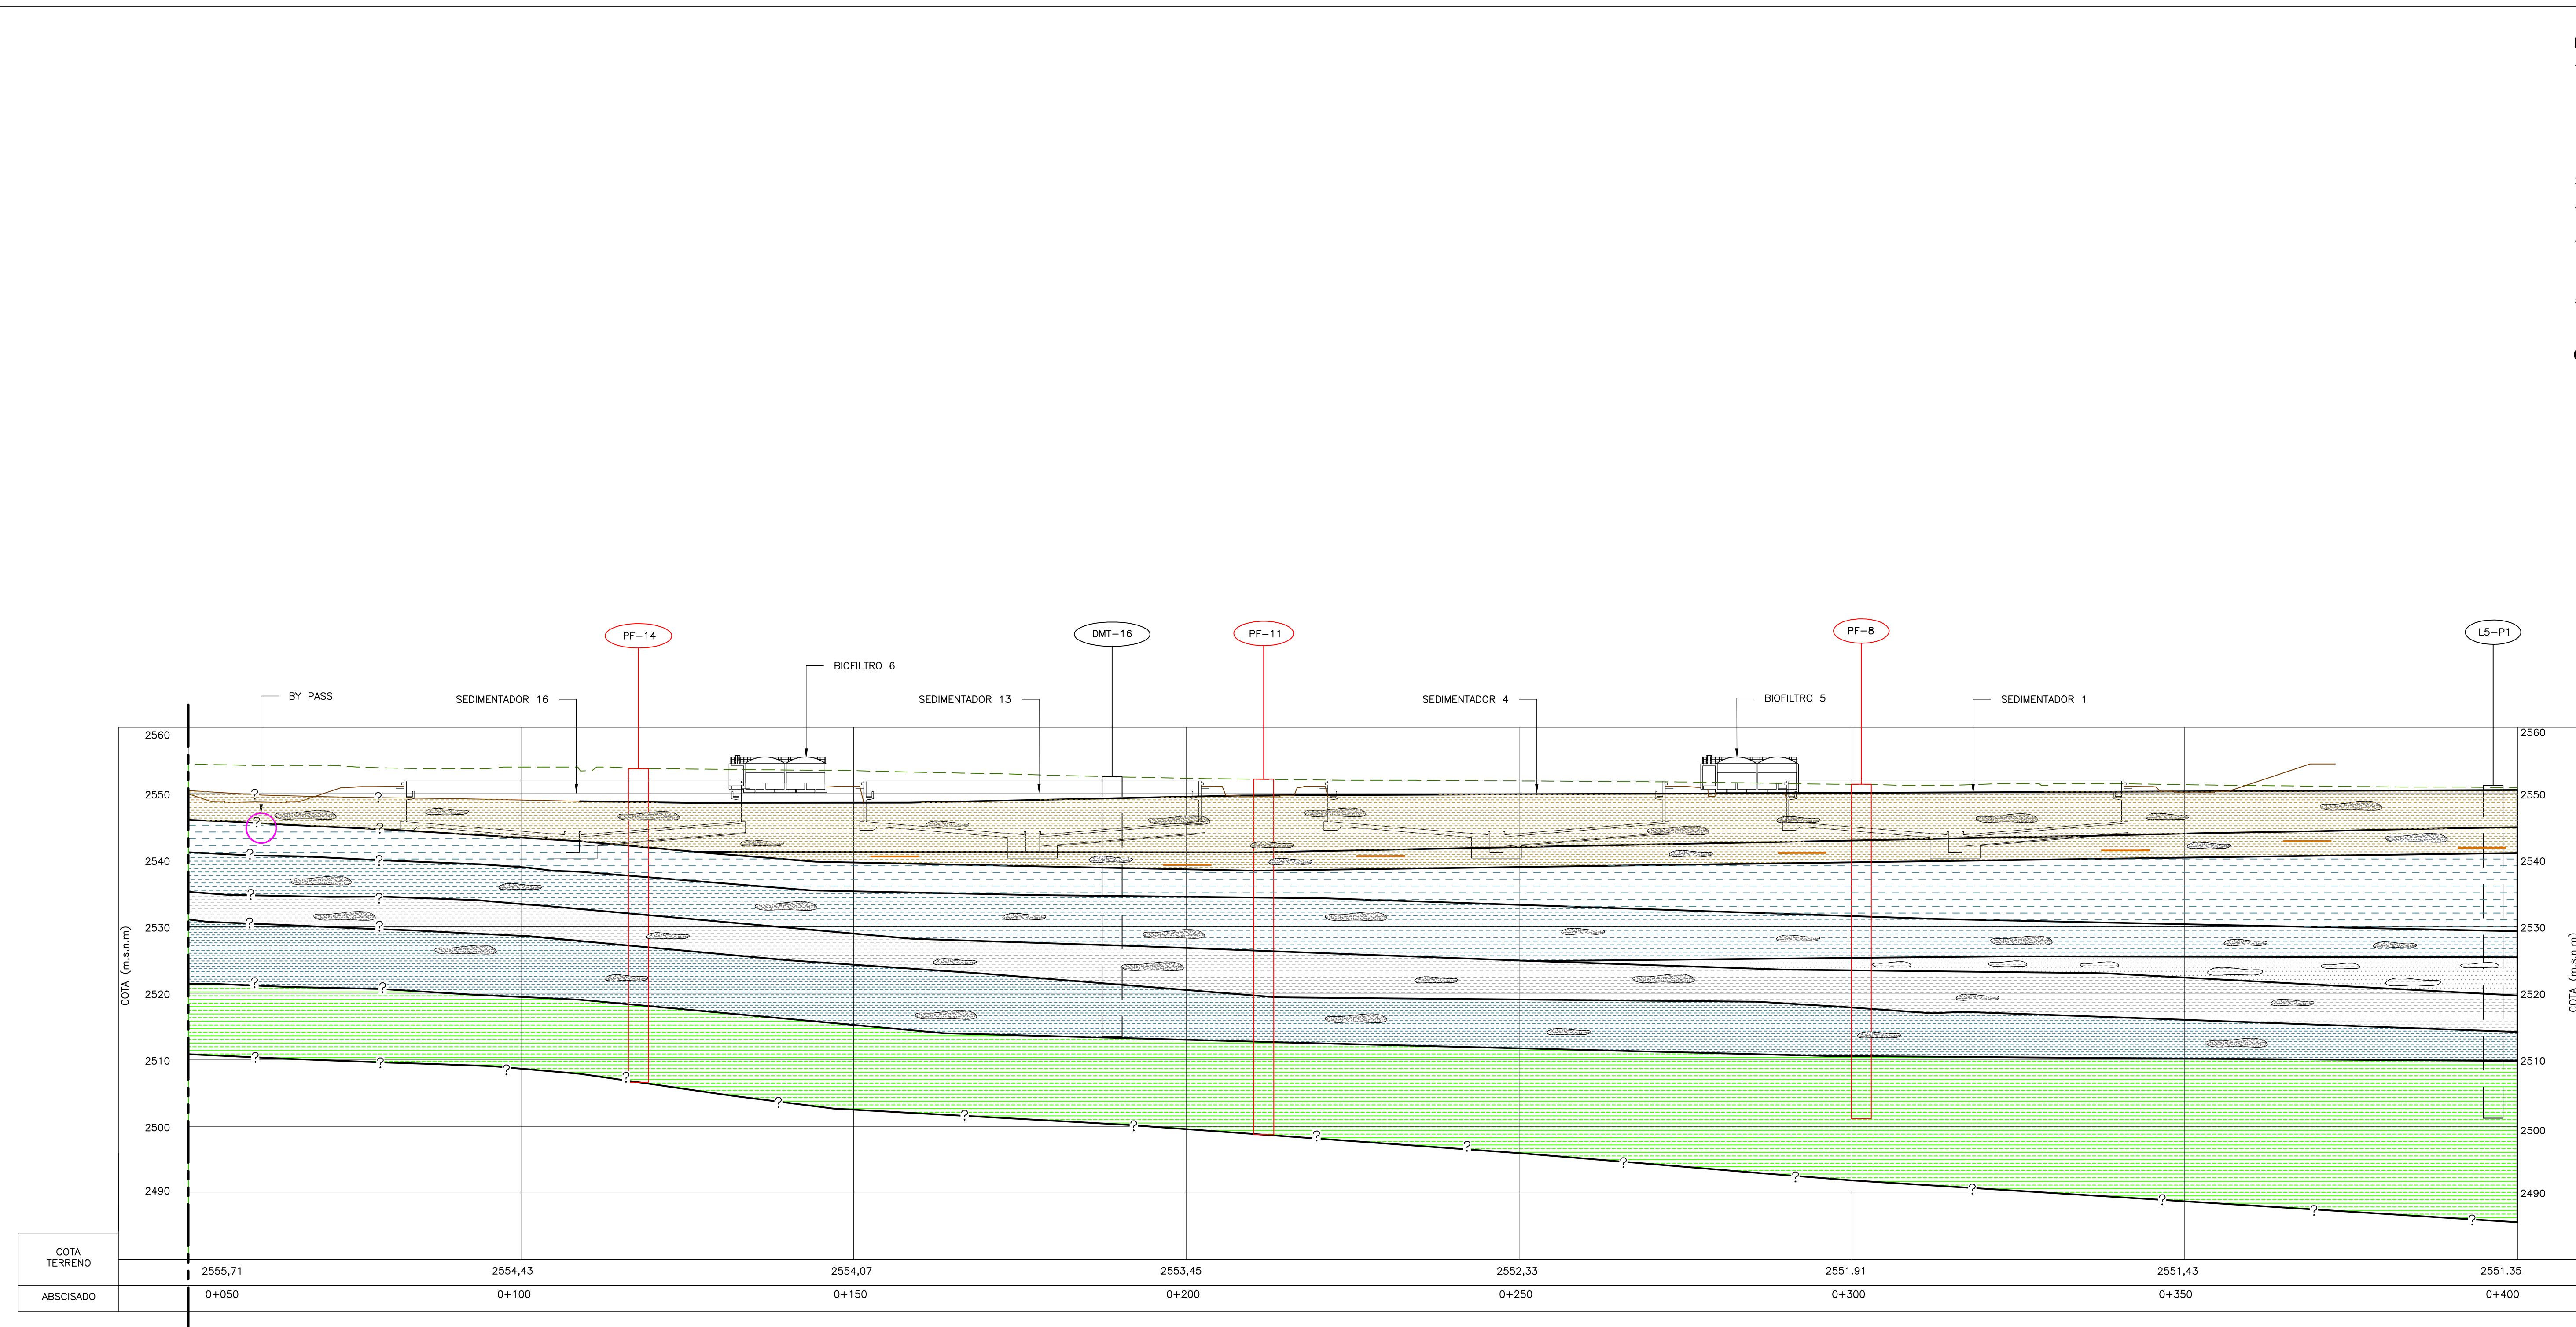 PF-14
DMT-16
PF-11
PF-8
L5-P1
BIOFILTRO 6
BY PASS
SEDIMENTADOR 16
SEDIMENTADOR 13
SEDIMENTADOR 4
BIOFILTRO 5
SEDIMENTADOR 1
2560
2550
2540
2530
2520
2510
2500
2490
COTA (m.s.n.m)
? ?
? ?
? ?
? ?
? ?
? ?
? ? ? ? ? ? ? ? ? ? ? ? ? ? ?
2560
2550
2540
2530
2520
2510
2500
2490
COTA (m.s.n.m)
COTA
TERRENO
2555,71 2554,43 2554,07 2553,45 2552,33 2551.91 2551,43 2551.35
ABSCISADO
0+050 0+100 0+150 0+200 0+250 0+300 0+350 0+400